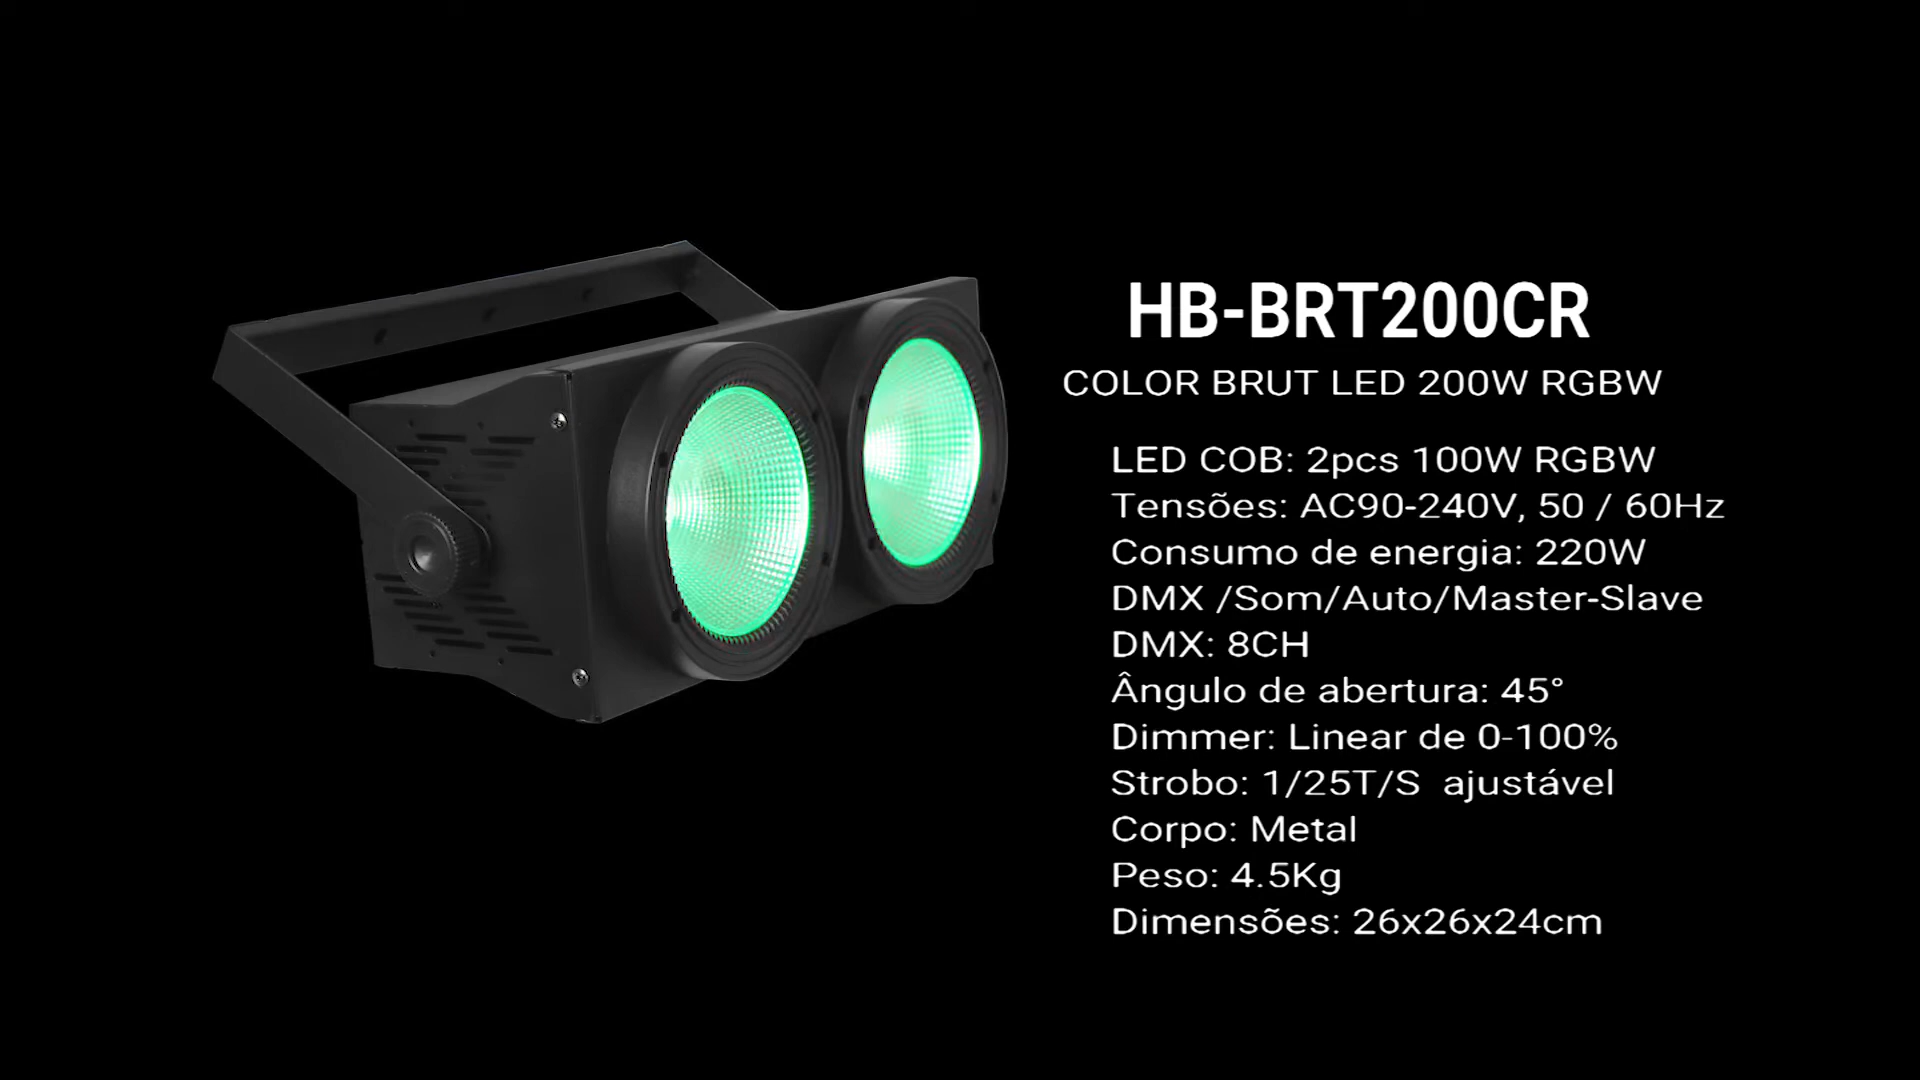 HB-BRT200CR
COLOR BRUT LED 200W RGBW
LED COB: 2pcs 100W RGBW
Tensões: AC90-240V, 50 / 60Hz
Consumo de energia: 220W
DMX /Som/Auto/Master-Slave
DMX: 8CH
Ângulo de abertura: 45°
Dimmer: Linear de 0-100%
Strobo: 1/25T/S  ajustável
Corpo: Metal
Peso: 4.5Kg
Dimensões: 26x26x24cm